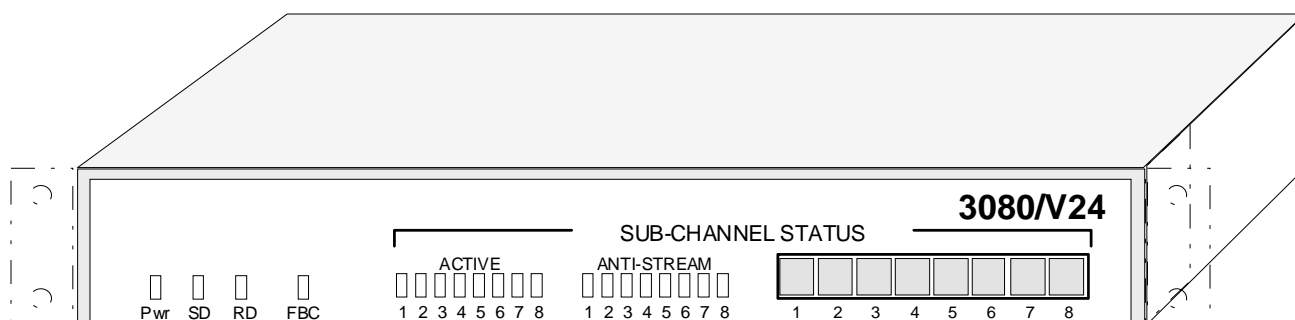 3080/V24
SUB-CHANNEL STATUS
ACTIVE ANTI-STREAM
Pwr SD RD FBC 1 2 3 4 5 6 7 8 1 2 3 4 5 6 7 8 1 2 3 4 5 6 7 8